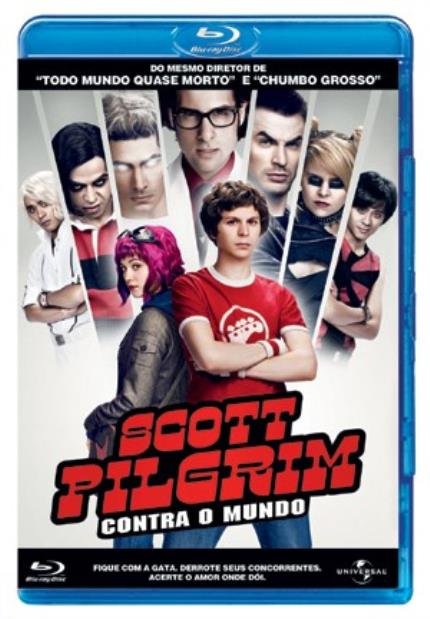 Blu-ray Disc
DO MESMO DIRETOR DE
"TODO MUNDO QUASE MORTO" E "CHUMBO GROSSO"
SCOTT
PILGRIM
CONTRA O MUNDO
FIQUE COM A GATA. DERROTE SEUS CONCORRENTES.
ACERTE O AMOR ONDE DÓI.
Blu-ray Disc
UNIVERSAL